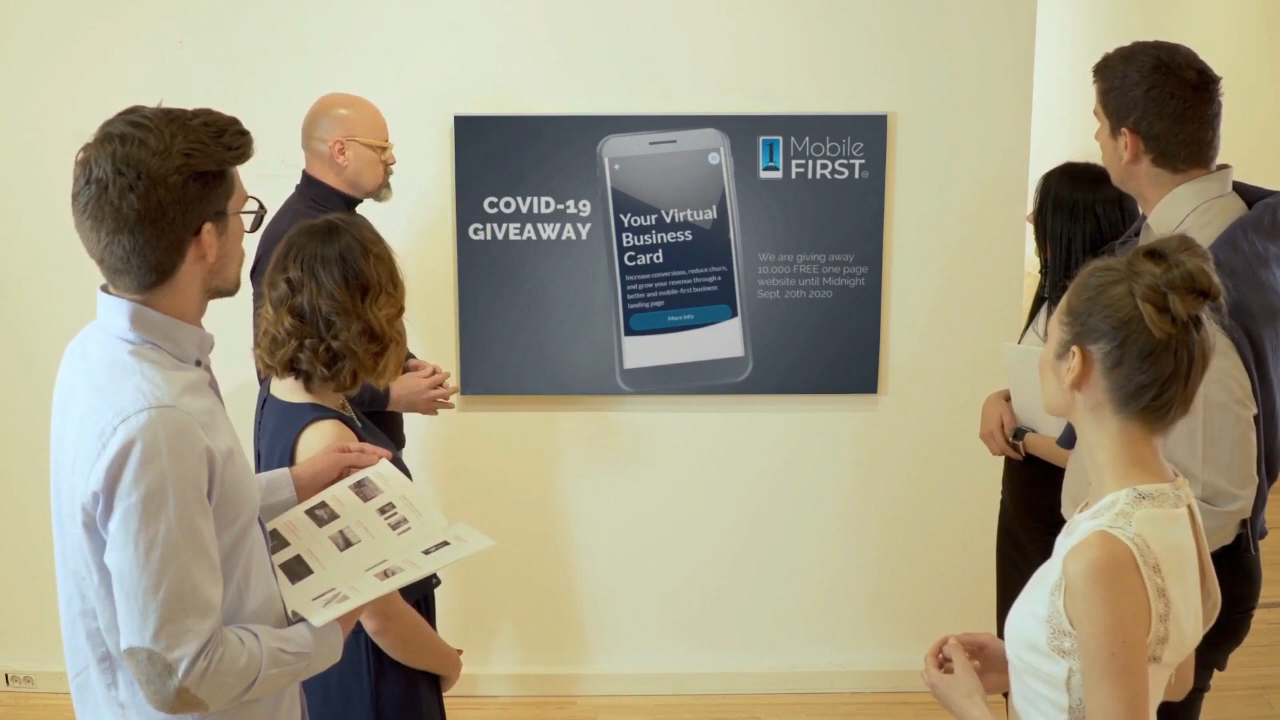 COVID-19
GIVEAWAY
Your Virtual
Business
Card
Increase conversions, reduce churn,
and grow your revenue through a
better and mobile-first business
landing page
More info
1
Mobile
FIRST
We are giving away
10,000 FREE one page
website until Midnight
Sept. 20th 2020